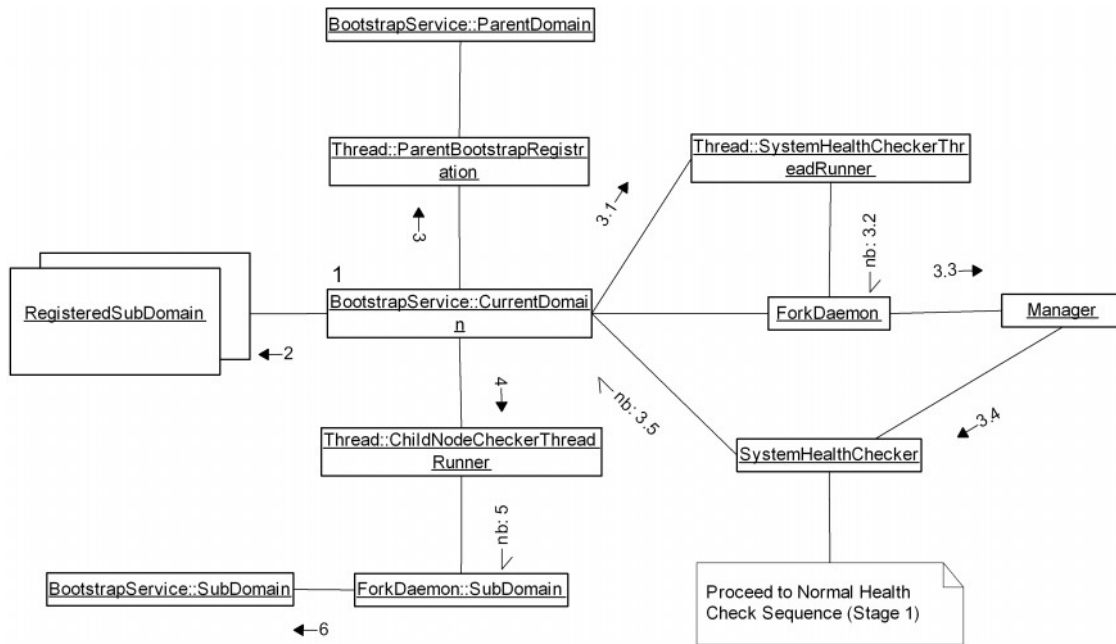 BootstrapService::ParentDomain
Thread::ParentBootstrapRegistr
ation
Thread::SystemHealthCheckerThr
eadRunner
3.1
3
nb: 3.2
3.3
1
RegisteredSubDomain
BootstrapService::CurrentDomai
n
ForkDaemon
Manager
2
4
nb: 3.5
3.4
Thread::ChildNodeCheckerThread
Runner
SystemHealthChecker
nb: 5
BootstrapService::SubDomain
ForkDaemon::SubDomain
6
Proceed to Normal Health
Check Sequence (Stage 1)